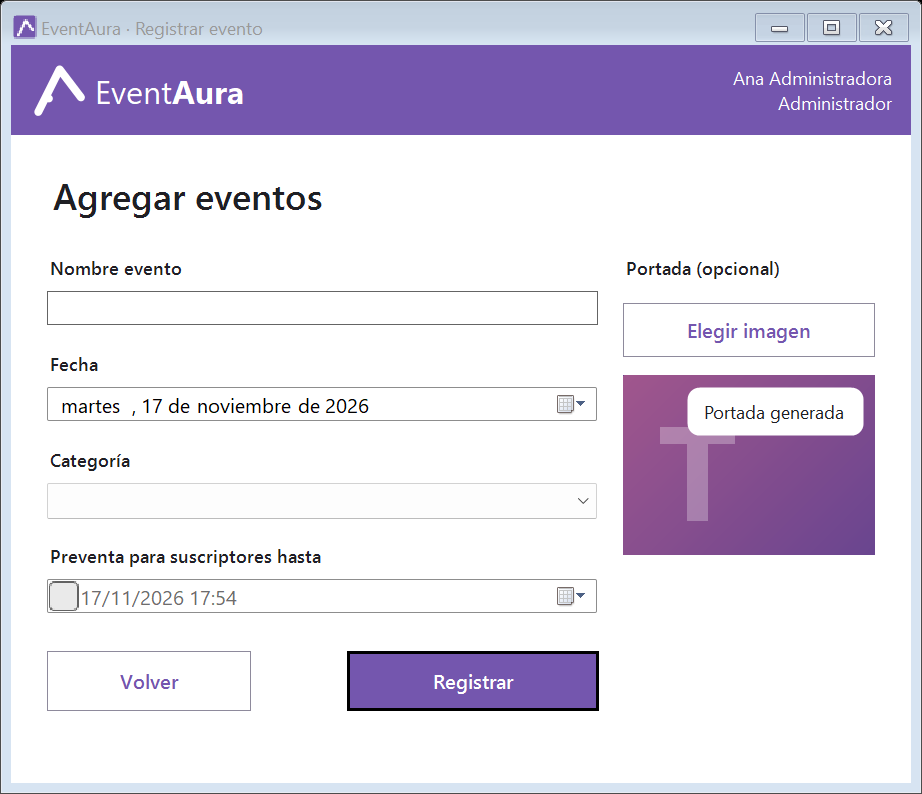 EventAura · Registrar evento
EventAura
Ana Administradora
Administrador
Agregar eventos
Nombre evento
Portada (opcional)
Elegir imagen
Fecha
martes , 17 de noviembre de 2026
Portada generada
T
Categoría
Preventa para suscriptores hasta
17/11/2026 17:54
Volver
Registrar